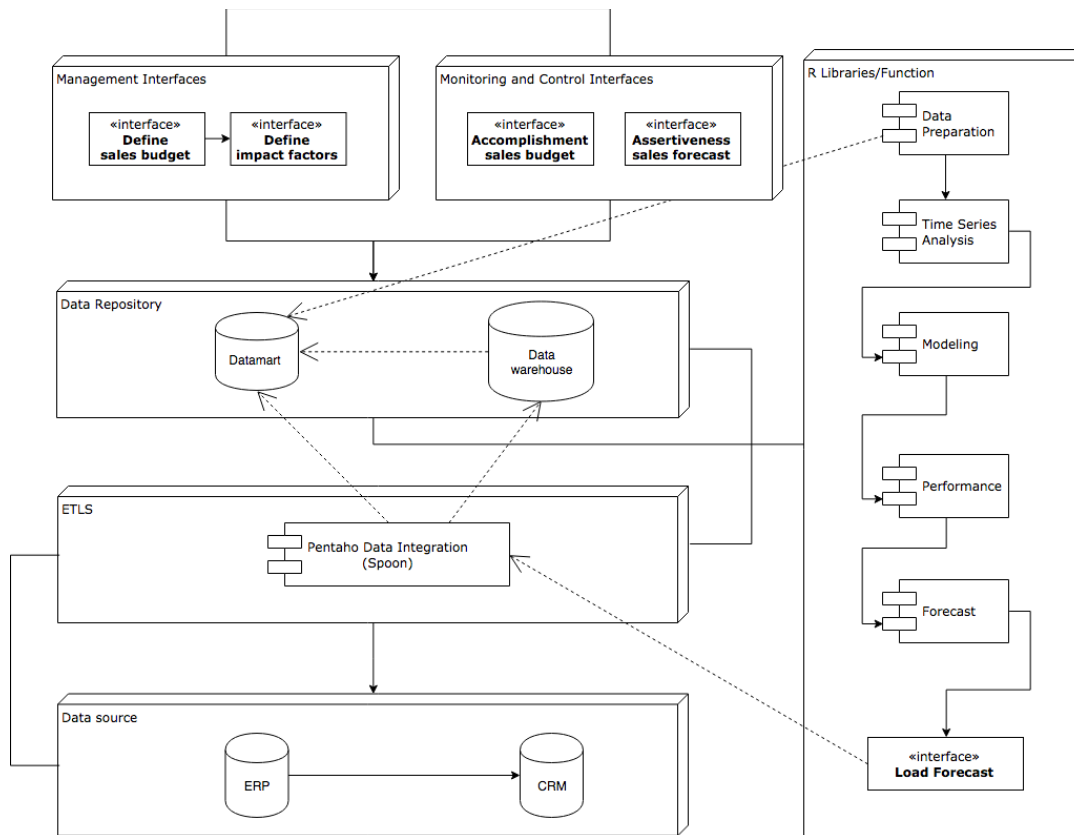 Management Interfaces
«interface»
Define
sales budget
«interface»
Define
impact factors
Monitoring and Control Interfaces
«interface»
Accomplishment
sales budget
«interface»
Assertiveness
sales forecast
R Libraries/Function
Data
Preparation
Time Series
Analysis
Modeling
Performance
Forecast
«interface»
Load Forecast
Data Repository
Datamart
Data
warehouse
ETLS
Pentaho Data Integration
(Spoon)
Data source
ERP
CRM